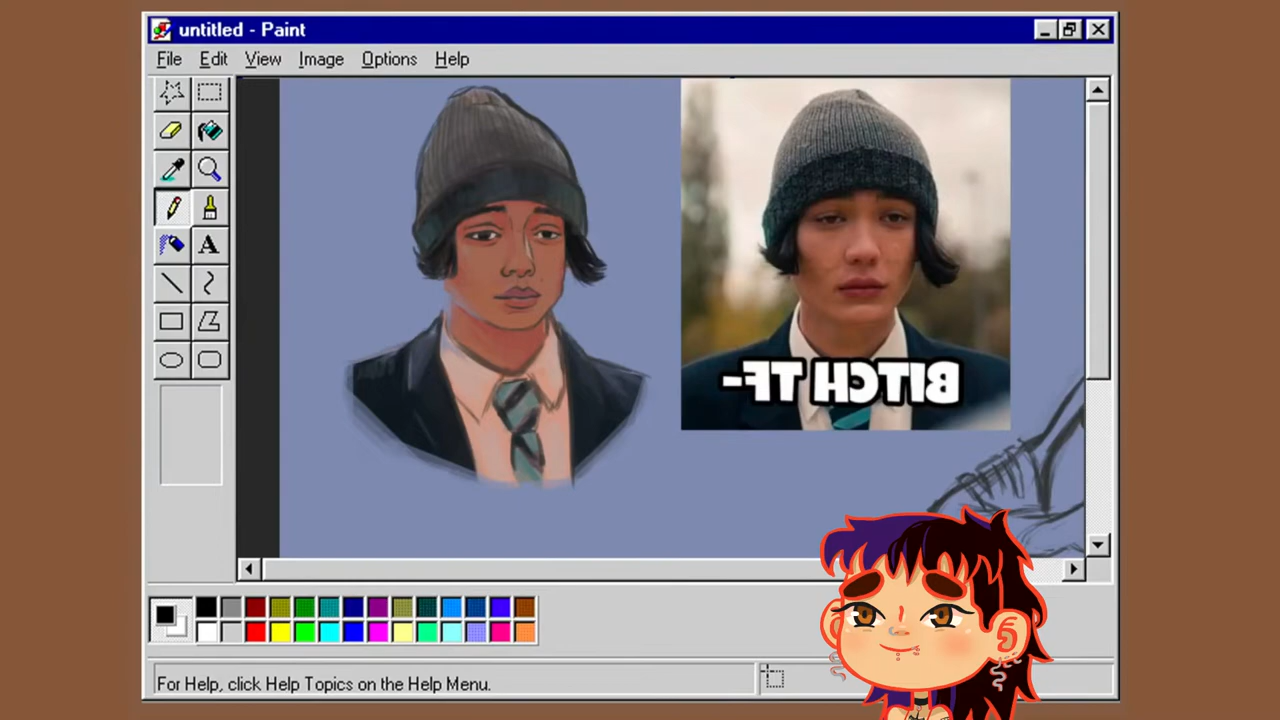 untitled - Paint
File Edit View Image Options Help
A
BITCH TF-
For Help, click Help Topics on the Help Menu.